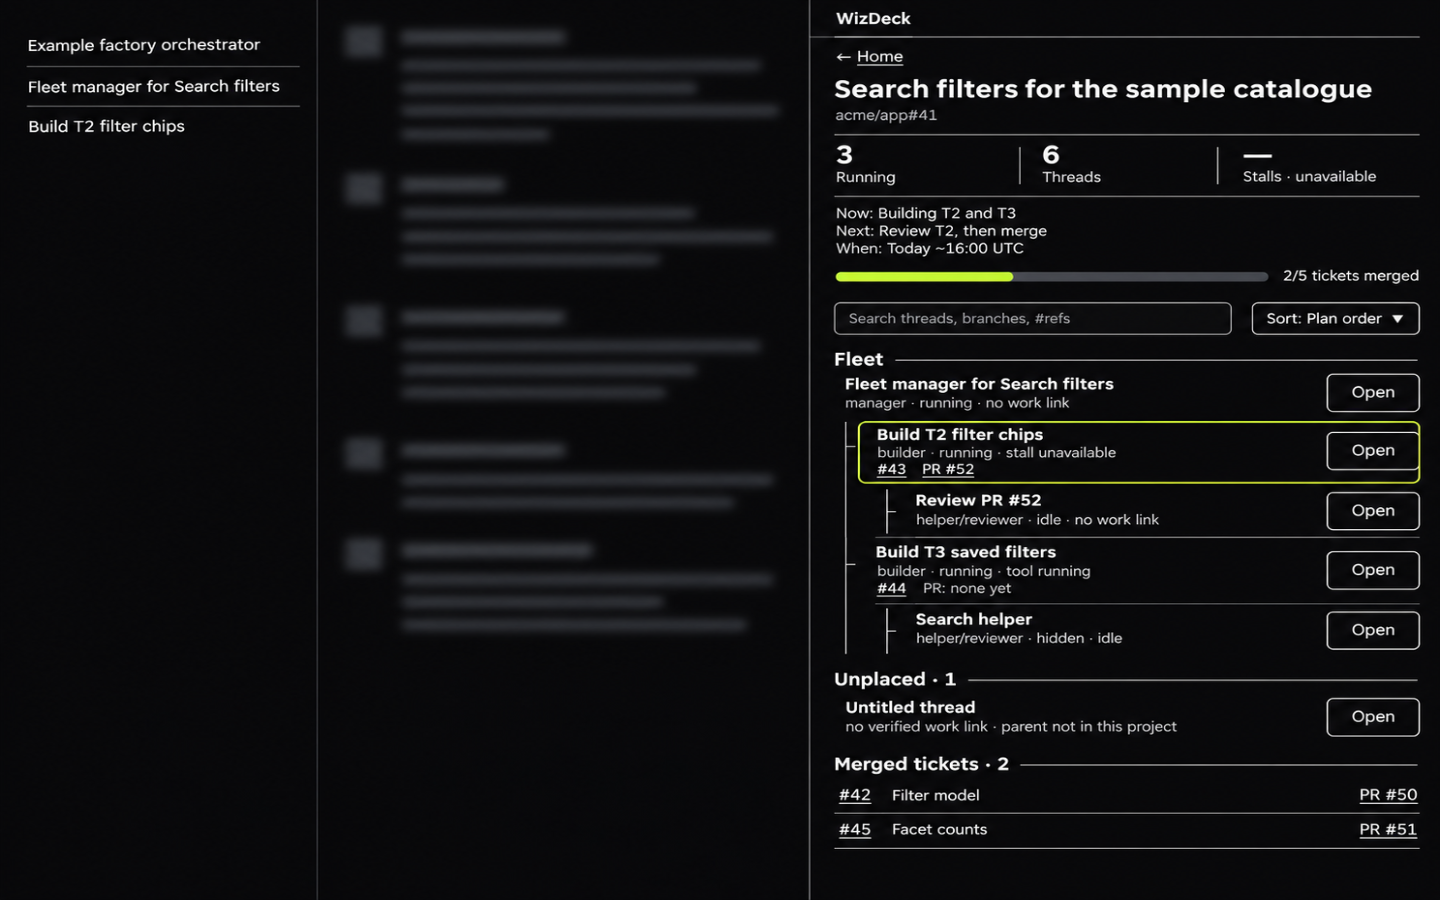 Example factory orchestrator
Fleet manager for Search filters
Build T2 filter chips
WizDeck
← Home
Search filters for the sample catalogue
acme/app#41
3
Running
6
Threads
—
Stalls · unavailable
Now: Building T2 and T3
Next: Review T2, then merge
When: Today ~16:00 UTC
2/5 tickets merged
Search threads, branches, #refs
Sort: Plan order ▼
Fleet
Fleet manager for Search filters
manager · running · no work link
Open
Build T2 filter chips
builder · running · stall unavailable
#43 PR #52
Open
Review PR #52
helper/reviewer · idle · no work link
Open
Build T3 saved filters
builder · running · tool running
#44 PR: none yet
Open
Search helper
helper/reviewer · hidden · idle
Open
Unplaced · 1
Untitled thread
no verified work link · parent not in this project
Open
Merged tickets · 2
#42 Filter model PR #50
#45 Facet counts PR #51